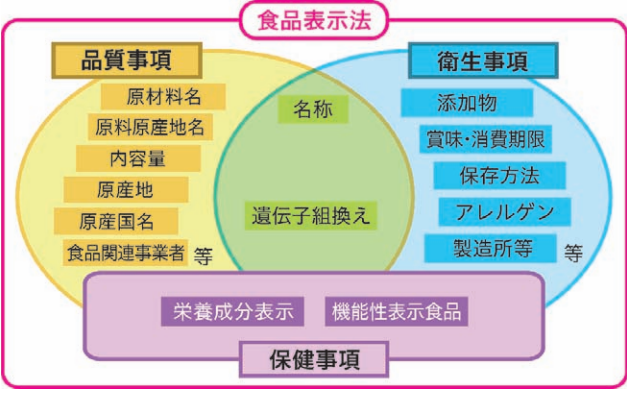 食品表示法
品質事項
原材料名
原料原産地名
内容量
原産地
原産国名
食品関連事業者 等
名称
遺伝子組換え
衛生事項
添加物
賞味・消費期限
保存方法
アレルゲン
製造所等 等
栄養成分表示
機能性表示食品
保健事項